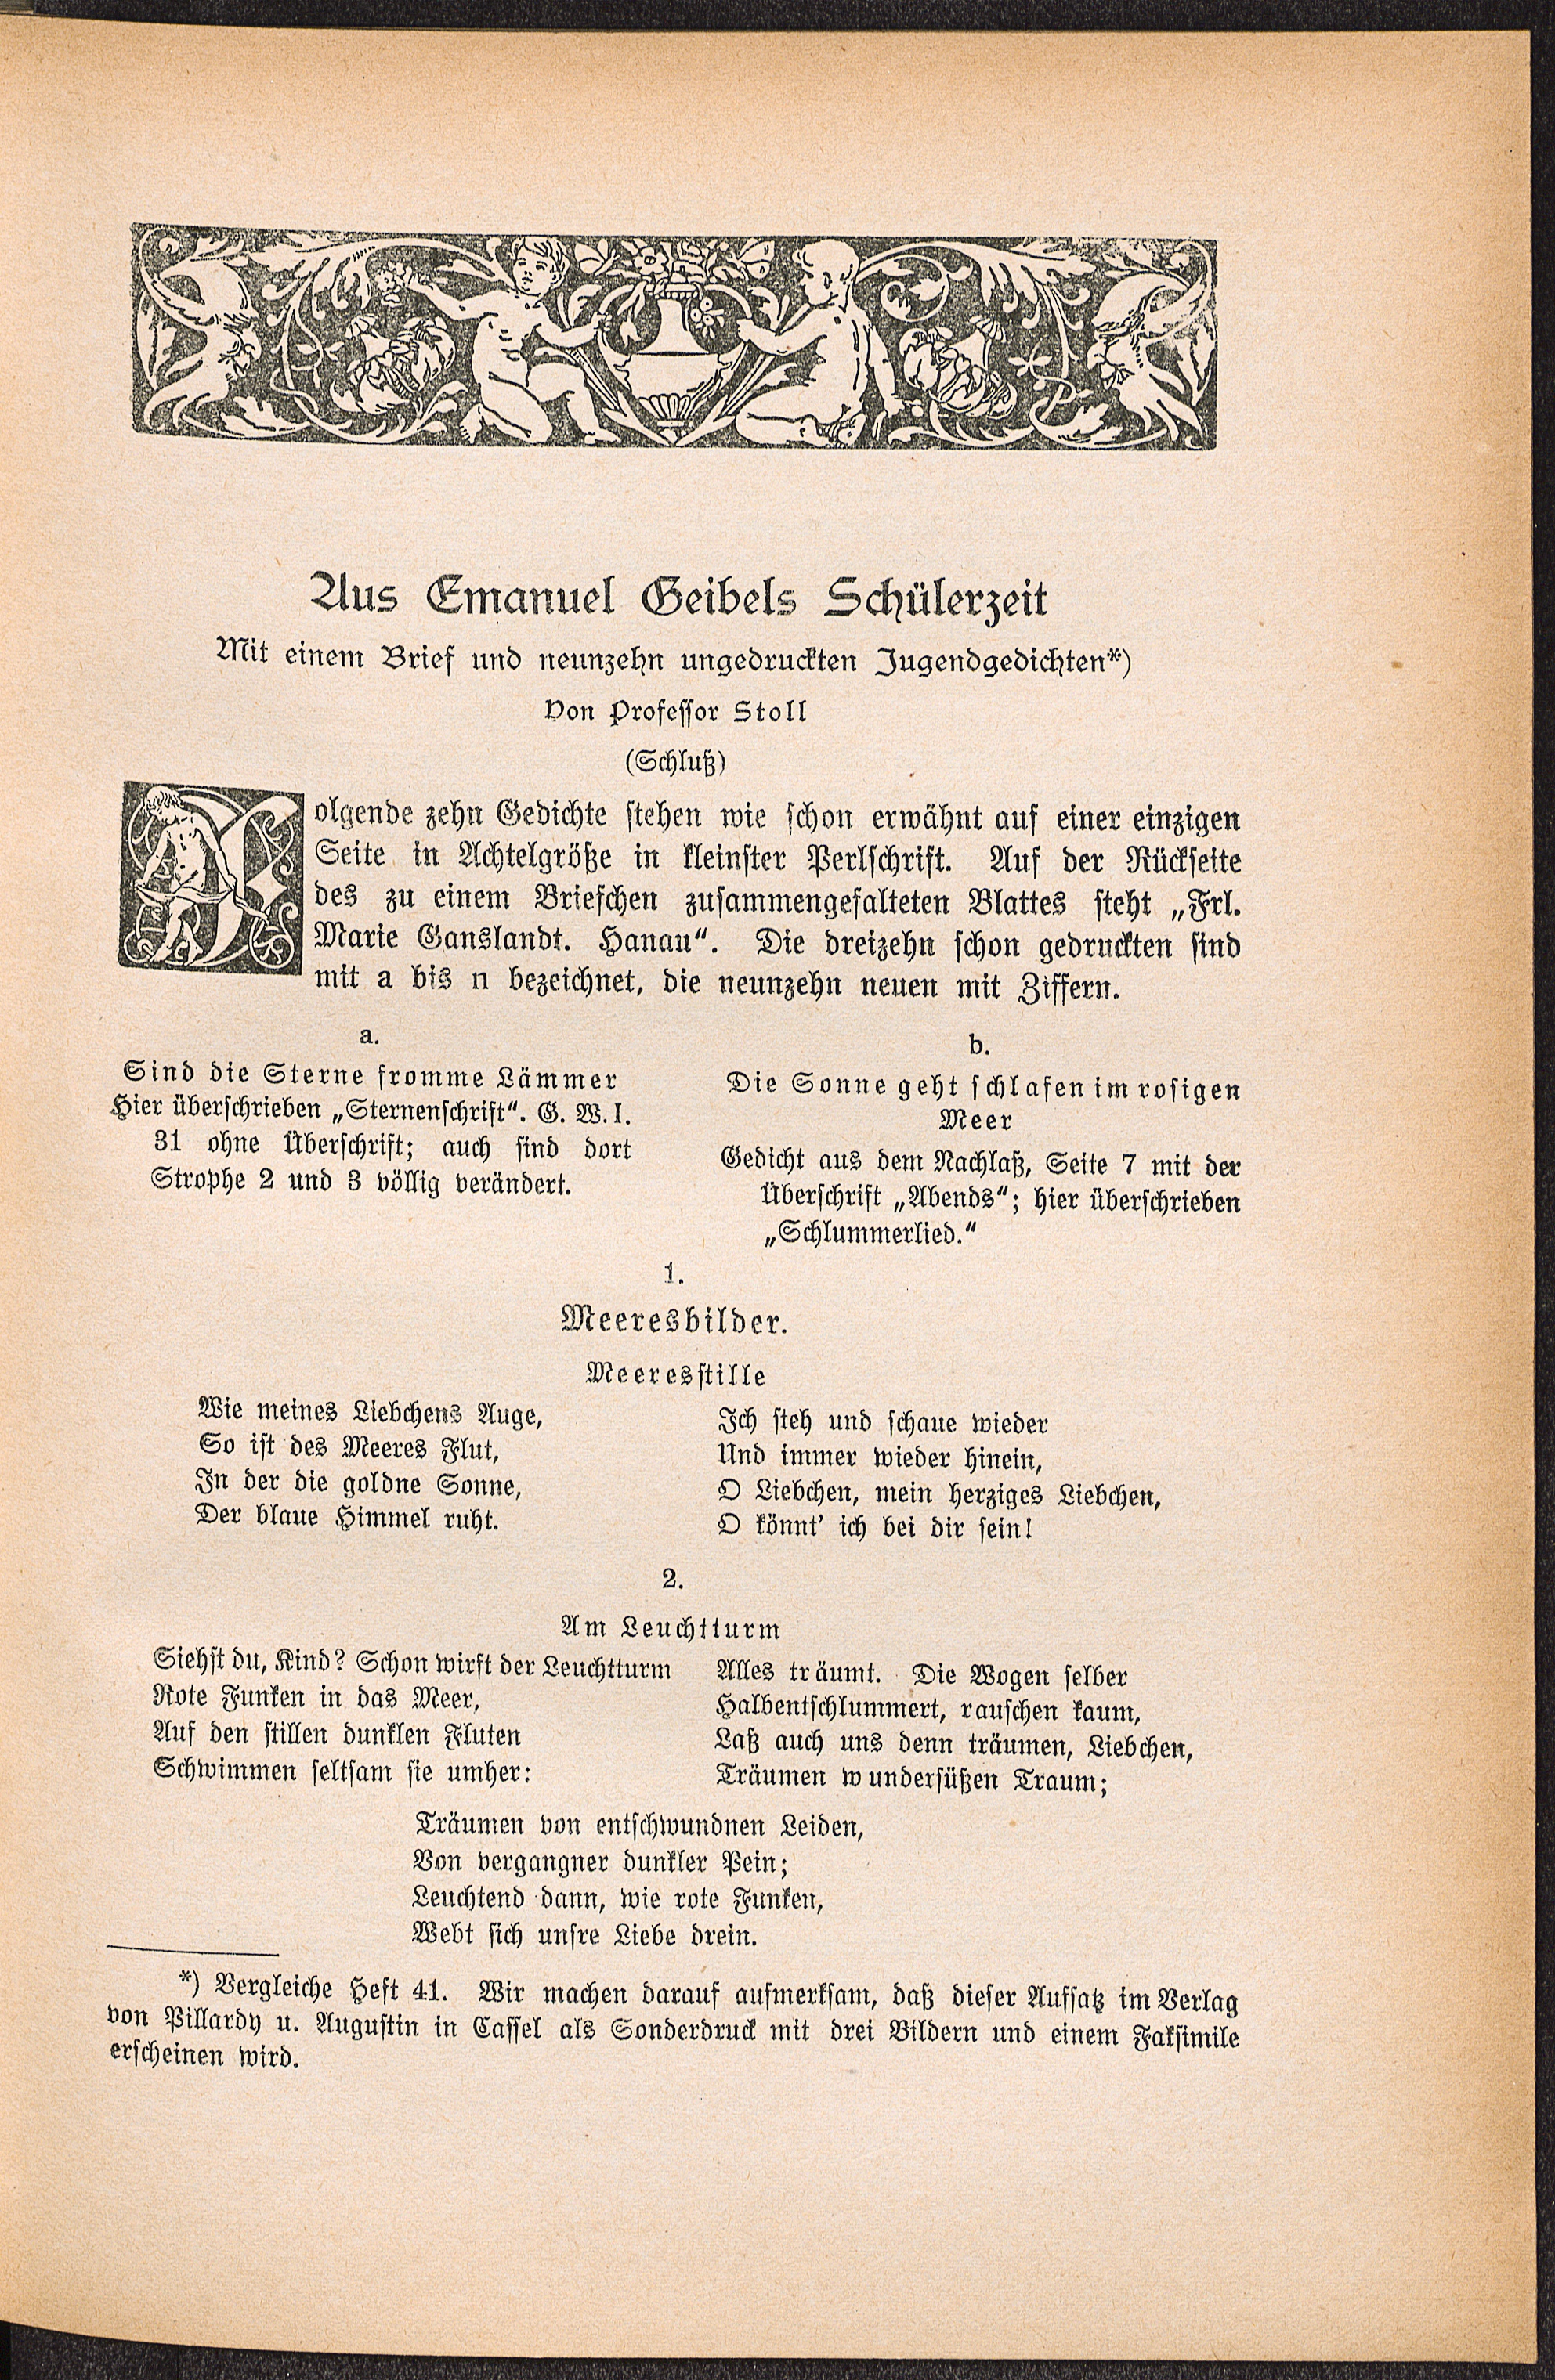 Aus Emanuel Geibels Schülerzeit
Mit einem Brief und neunzehn ungedruckten Jugendgedichten*)
Von Professor Stoll
(Schluß)
Folgende zehn Gedichte stehen wie schon erwähnt auf einer einzigen
Seite in Achtelgröße in kleinster Perlschrift. Auf der Rückseite
des zu einem Briefchen zusammengefalteten Blattes steht „Frl.
Marie Ganslandt. Hanau“. Die dreizehn schon gedruckten sind
mit a bis n bezeichnet, die neunzehn neuen mit Ziffern.
a.
Sind die Sterne fromme Lämmer
Hier überschrieben „Sternenschrift“. G. W. I.
31 ohne Überschrift; auch sind dort
Strophe 2 und 3 völlig verändert.
b.
Die Sonne geht schlafen im rosigen
Meer
Gedicht aus dem Nachlaß, Seite 7 mit der
Überschrift „Abends“; hier überschrieben
„Schlummerlied.“
1.
Meeresbilder.
Meeresstille
Wie meines Liebchens Auge,
So ist des Meeres Flut,
In der die goldne Sonne,
Der blaue Himmel ruht.
Ich steh und schaue wieder
Und immer wieder hinein,
O Liebchen, mein herziges Liebchen,
O könnt’ ich bei dir sein!
2.
Am Leuchtturm
Siehst du, Kind? Schon wirft der Leuchtturm
Rote Funken in das Meer,
Auf den stillen dunklen Fluten
Schwimmen seltsam sie umher:
Alles träumt. Die Wogen selber
Halbentschlummert, rauschen kaum,
Laß auch uns denn träumen, Liebchen,
Träumen wundersüßen Traum;
Träumen von entschwundnen Leiden,
Von vergangner dunkler Pein;
Leuchtend dann, wie rote Funken,
Webt sich unsre Liebe drein.
*) Vergleiche Heft 41. Wir machen darauf aufmerksam, daß dieser Aufsatz im Verlag
von Pillardy u. Augustin in Cassel als Sonderdruck mit drei Bildern und einem Faksimile
erscheinen wird.